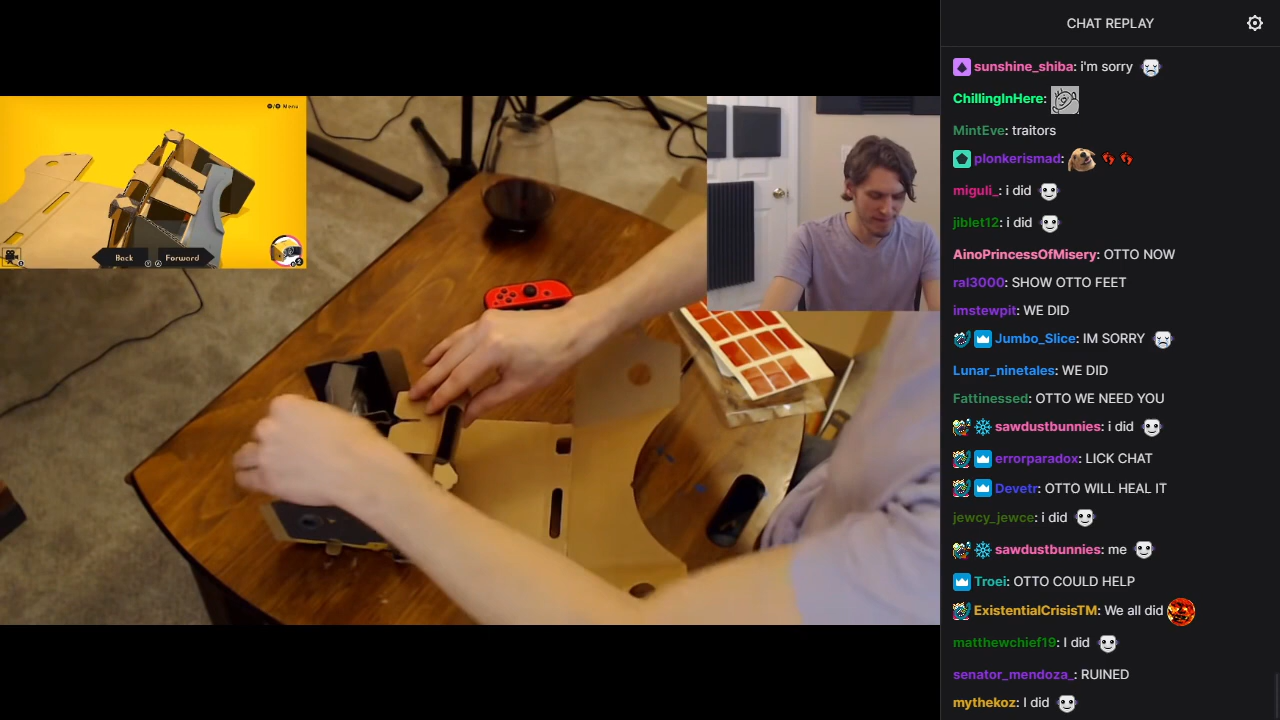 CHAT REPLAY
Menu
Back
Forward
sunshine_shiba: i'm sorry
ChillingInHere:
MintEve: traitors
plonkerismad:
miguli_: i did
jiblet12: i did
AinoPrincessOfMisery: OTTO NOW
ral3000: SHOW OTTO FEET
imstewpit: WE DID
Jumbo_Slice: IM SORRY
Lunar_ninetales: WE DID
Fattinessed: OTTO WE NEED YOU
sawdustbunnies: i did
errorparadox: LICK CHAT
Devetr: OTTO WILL HEAL IT
jewcy_jewce: i did
sawdustbunnies: me
Troei: OTTO COULD HELP
ExistentialCrisisTM: We all did
matthewchief19: I did
senator_mendoza_: RUINED
mythekoz: I did